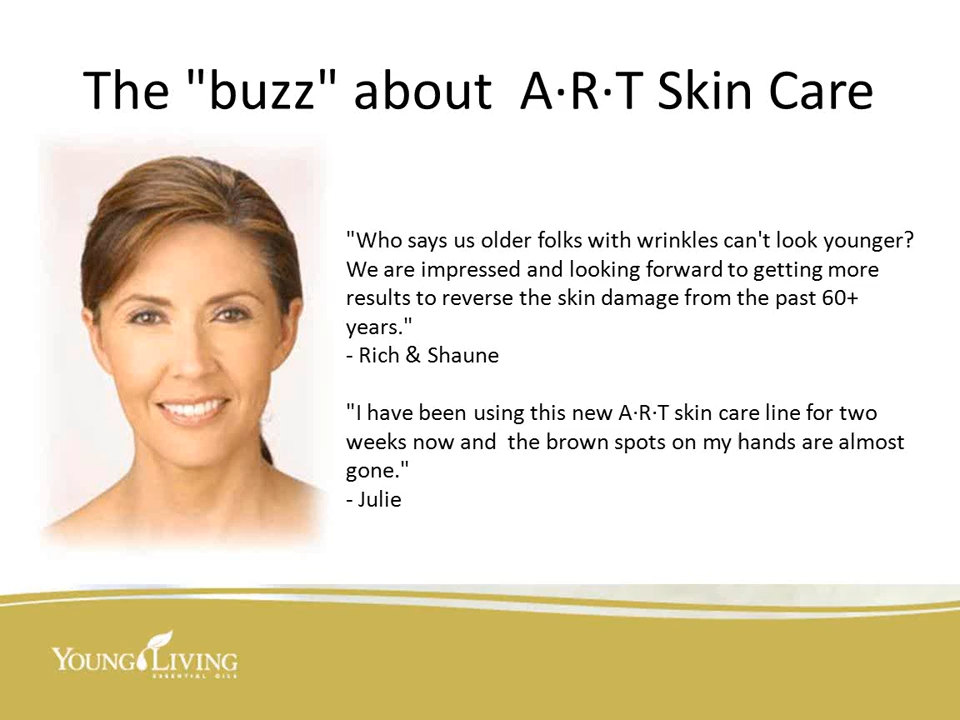 The "buzz" about  A·R·T Skin Care
"Who says us older folks with wrinkles can't look younger?
We are impressed and looking forward to getting more
results to reverse the skin damage from the past 60+
years."
- Rich & Shaune
"I have been using this new A·R·T skin care line for two
weeks now and  the brown spots on my hands are almost
gone."
- Julie
YOUNG LIVING
ESSENTIAL OILS